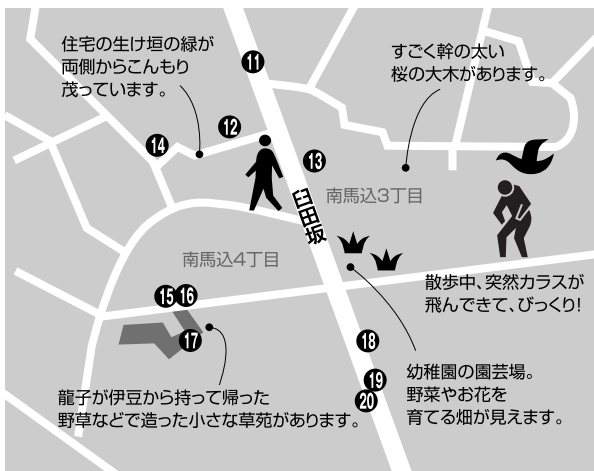 住宅の生け垣の緑が
両側からこんもり
茂っています。
すごく幹の太い
桜の大木があります。
11
12
13
14
臼田坂
南馬込3丁目
南馬込4丁目
散歩中、突然カラスが
飛んできて、びっくり!
15
16
17
18
19
20
幼稚園の園芸場。
野菜やお花を
育てる畑が見えます。
龍子が伊豆から持って帰った
野草などで造った小さな草苑があります。